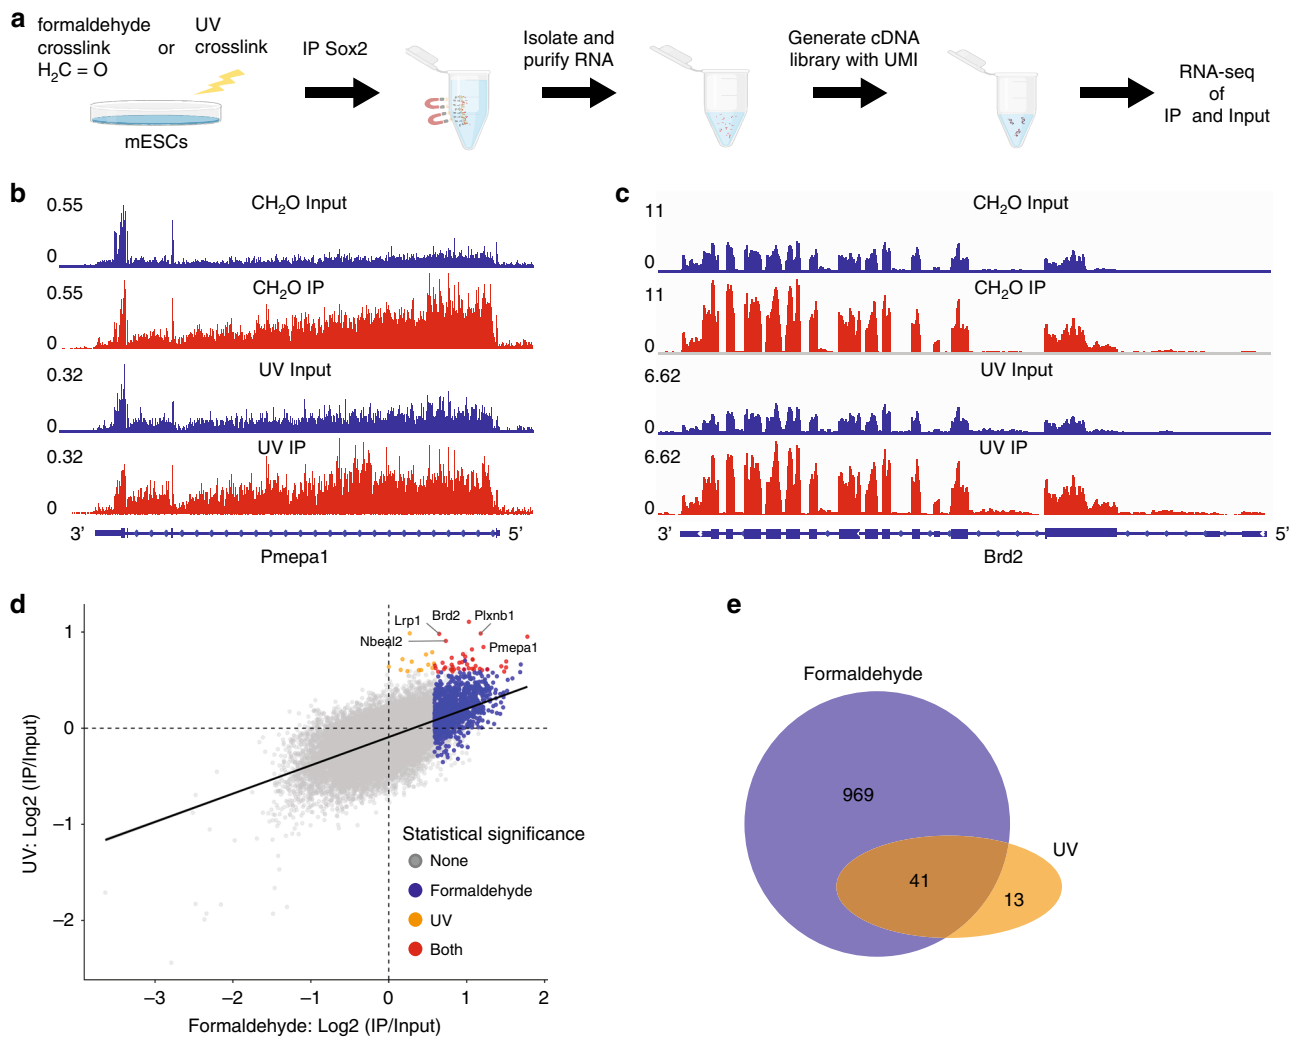 a
formaldehyde
crosslink
H2C = O
or
UV
crosslink
mESCs
IP Sox2
Isolate and
purify RNA
Generate cDNA
library with UMI
RNA-seq
of
IP and Input
b
0.55
0
CH2O Input
0.55
0
CH2O IP
0.32
0
UV Input
0.32
0
UV IP
3’
5’
Pmepa1
c
11
0
CH2O Input
11
0
CH2O IP
6.62
0
UV Input
6.62
0
UV IP
3’
5’
Brd2
d
UV: Log2 (IP/Input)
1
0
–1
–2
Lrp1
Brd2
Plxnb1
Nbeal2
Pmepa1
Statistical significance
None
Formaldehyde
UV
Both
–3
–2
–1
0
1
2
Formaldehyde: Log2 (IP/Input)
e
Formaldehyde
969
UV
41
13